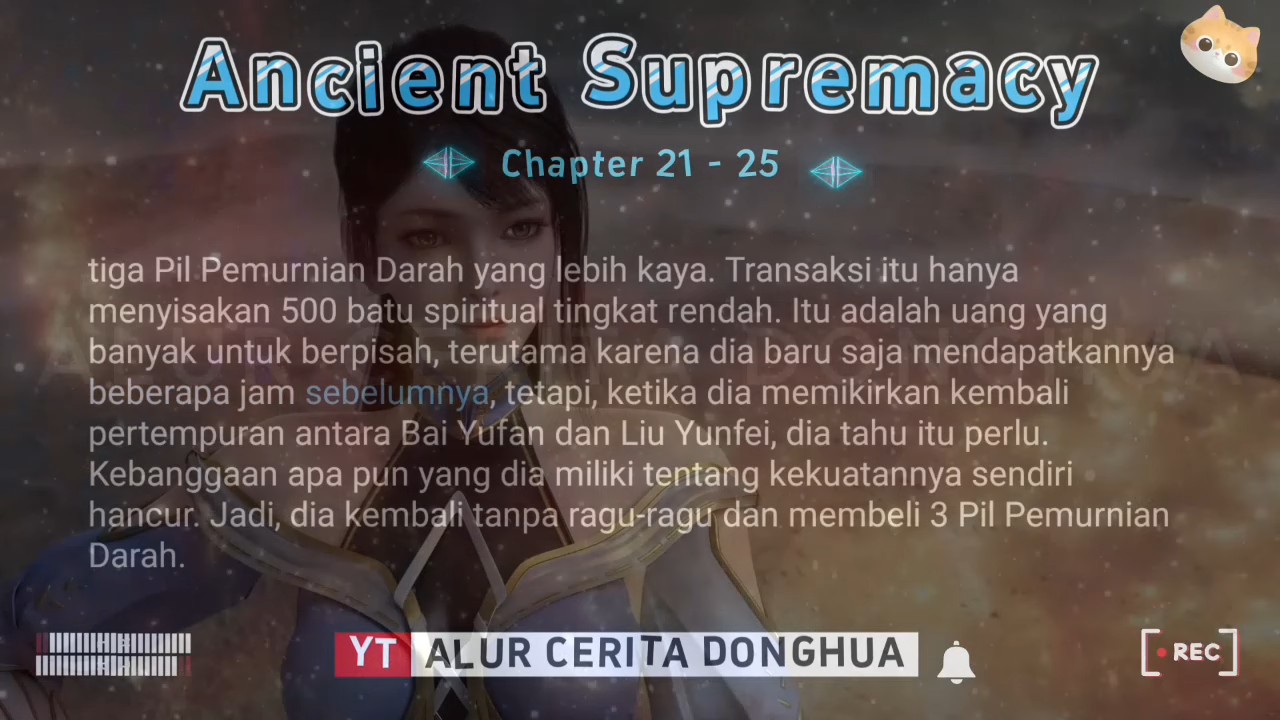 Ancient Supremacy
Chapter 21 - 25
tiga Pil Pemurnian Darah yang lebih kaya. Transaksi itu hanya
menyisakan 500 batu spiritual tingkat rendah. Itu adalah uang yang
banyak untuk berpisah, terutama karena dia baru saja mendapatkannya
beberapa jam sebelumnya, tetapi, ketika dia memikirkan kembali
pertempuran antara Bai Yufan dan Liu Yunfei, dia tahu itu perlu.
Kebanggaan apa pun yang dia miliki tentang kekuatannya sendiri
hancur. Jadi, dia kembali tanpa ragu-ragu dan membeli 3 Pil Pemurnian
Darah.
YT ALUR CERITA DONGHUA
REC